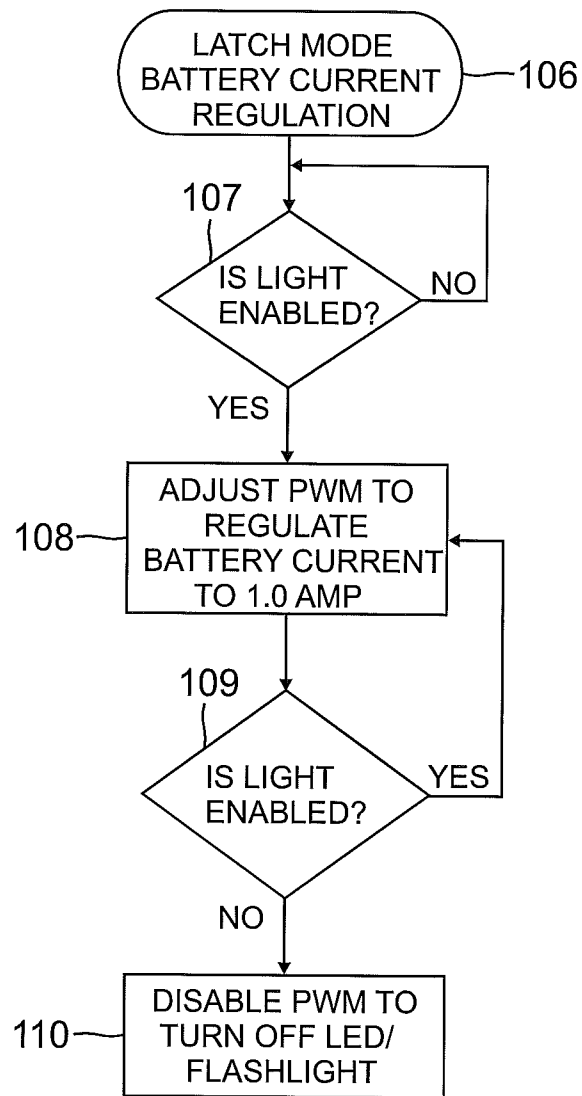 LATCH MODE
BATTERY CURRENT
REGULATION
106
107
IS LIGHT
ENABLED?
NO
YES
ADJUST PWM TO
REGULATE
BATTERY CURRENT
TO 1.0 AMP
108
109
IS LIGHT
ENABLED?
YES
NO
DISABLE PWM TO
TURN OFF LED/
FLASHLIGHT
110